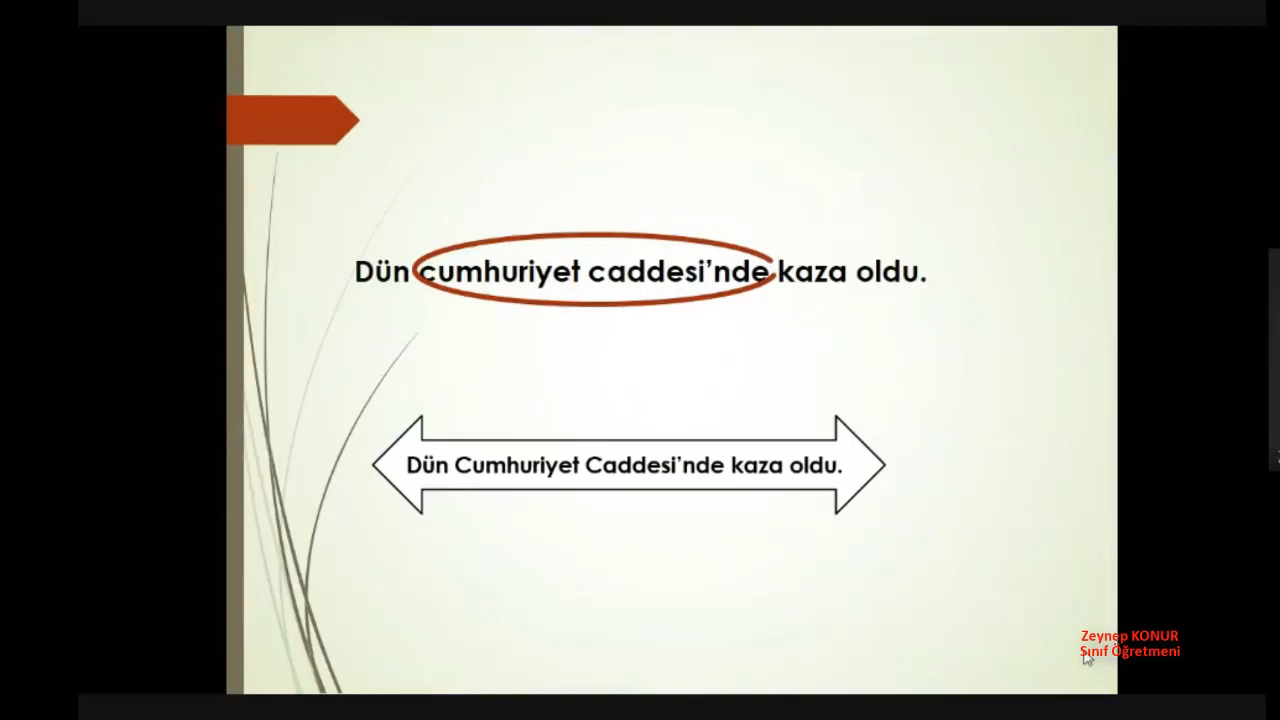 Dün cumhuriyet caddesi’nde kaza oldu.
Dün Cumhuriyet Caddesi’nde kaza oldu.
Zeynep KONUR
Sınıf Öğretmeni